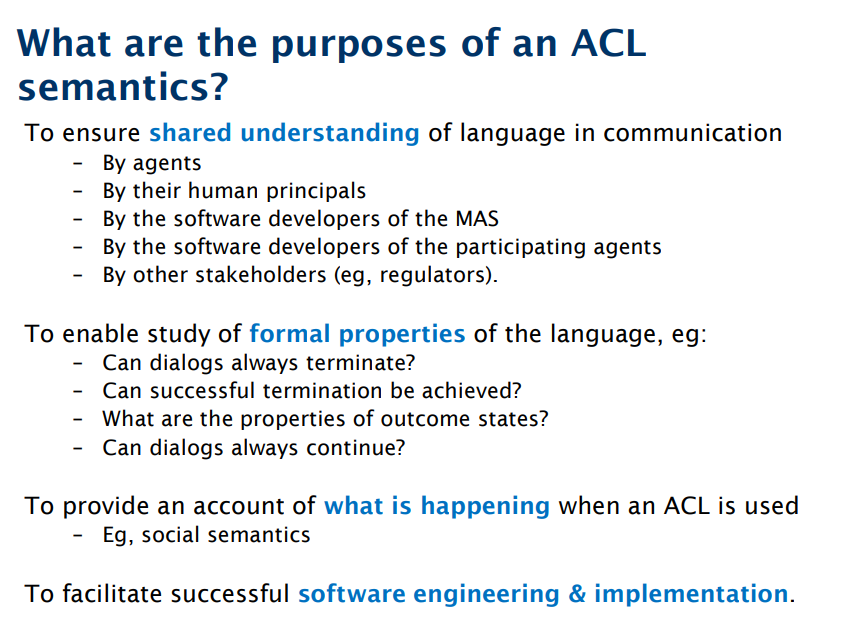 What are the purposes of an ACL
semantics?
To ensure shared understanding of language in communication
– By agents
– By their human principals
– By the software developers of the MAS
– By the software developers of the participating agents
– By other stakeholders (eg, regulators).
To enable study of formal properties of the language, eg:
– Can dialogs always terminate?
– Can successful termination be achieved?
– What are the properties of outcome states?
– Can dialogs always continue?
To provide an account of what is happening when an ACL is used
– Eg, social semantics
To facilitate successful software engineering & implementation.